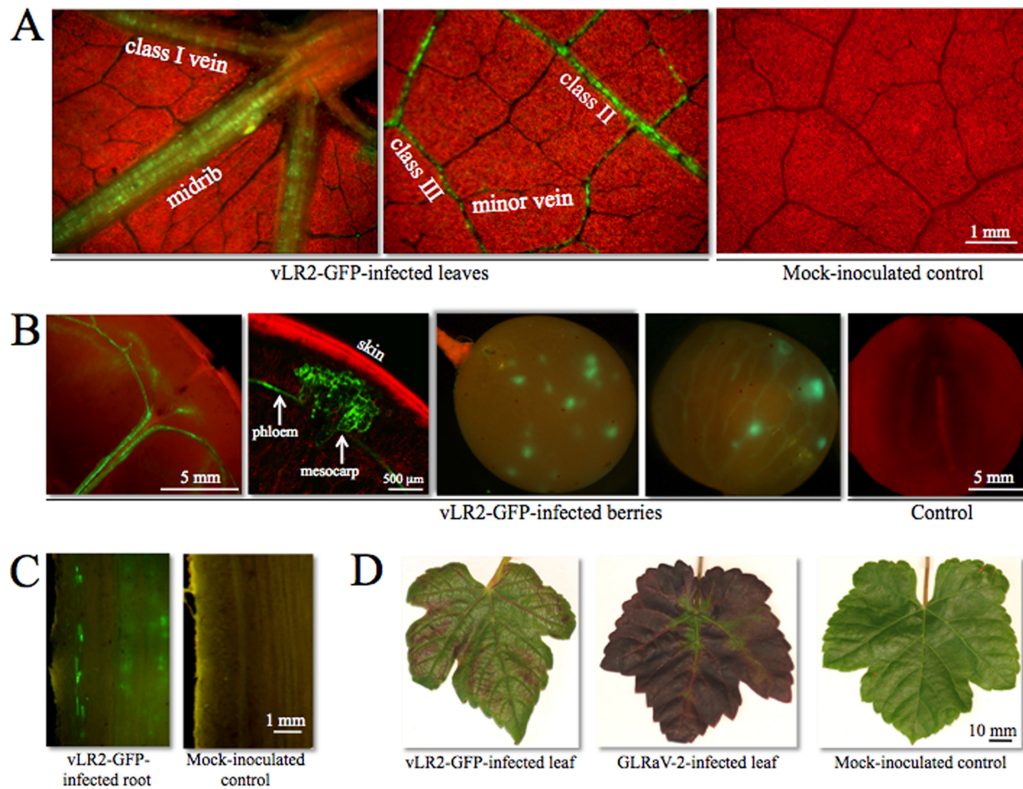 A
class I vein
midrib
class II
class III
minor vein
1 mm
vLR2-GFP-infected leaves
Mock-inoculated control
B
skin
phloem
mesocarp
5 mm
500 μm
5 mm
vLR2-GFP-infected berries
Control
C
1 mm
vLR2-GFP-
infected root
Mock-inoculated
control
D
10 mm
vLR2-GFP-infected leaf
GLRaV-2-infected leaf
Mock-inoculated control